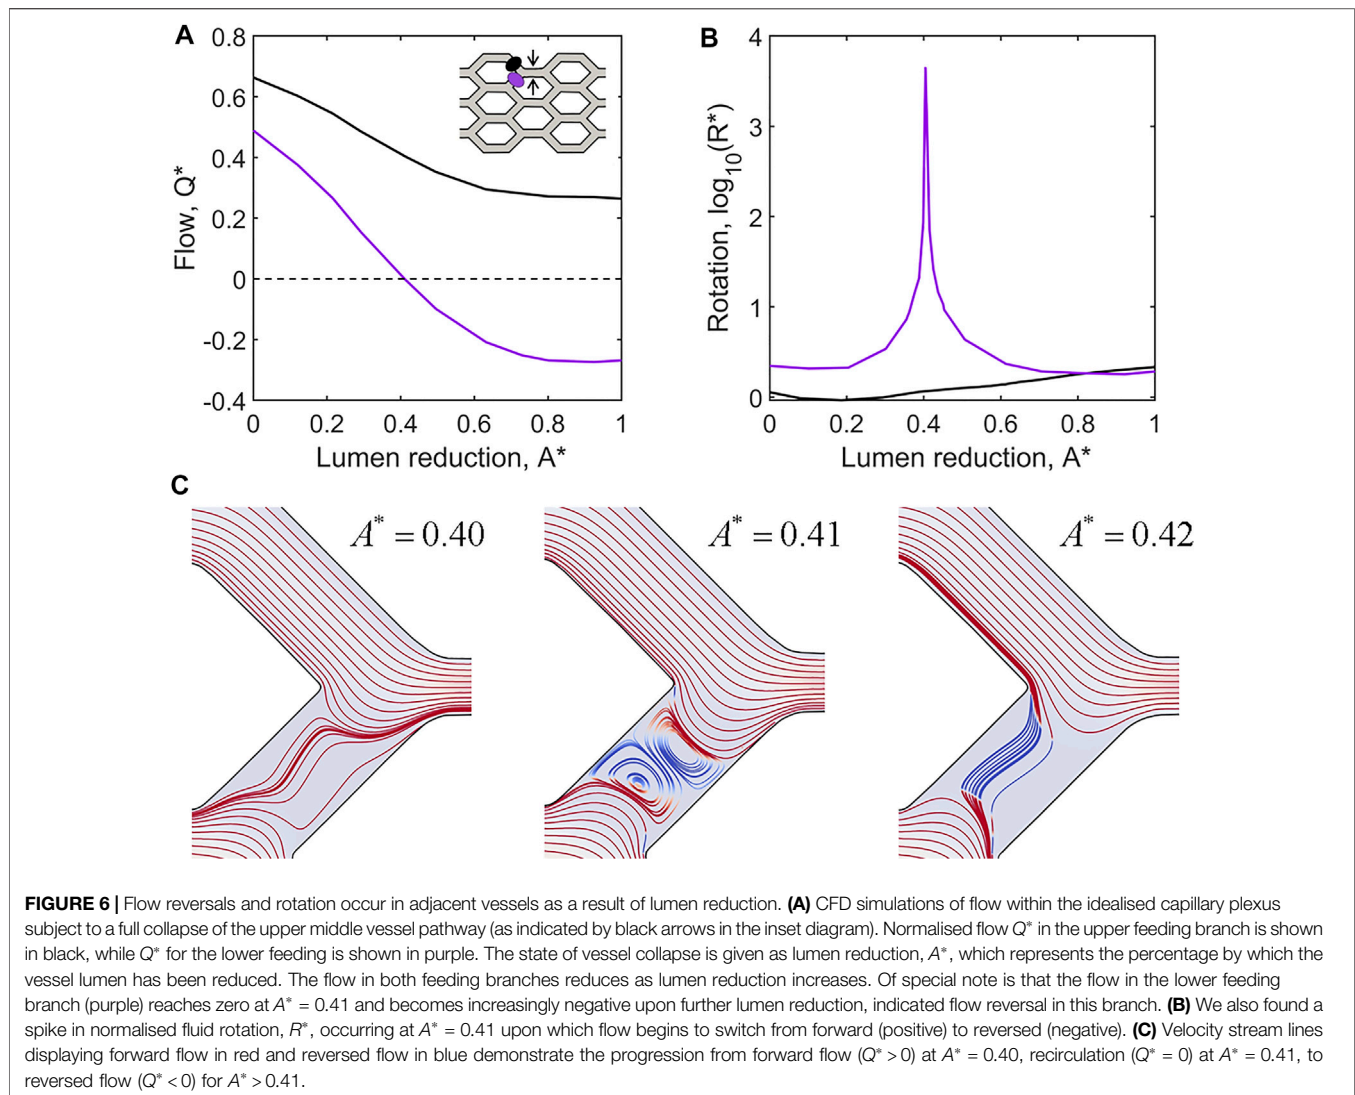 A
0.8
0.6
0.4
0.2
0
-0.2
-0.4
Flow, Q*
0 0.2 0.4 0.6 0.8 1
Lumen reduction, A*
B
4
3
2
1
0
Rotation, log10(R*)
0 0.2 0.4 0.6 0.8 1
Lumen reduction, A*
C
A* = 0.40
A* = 0.41
A* = 0.42
FIGURE 6 | Flow reversals and rotation occur in adjacent vessels as a result of lumen reduction. (A) CFD simulations of flow within the idealised capillary plexus
subject to a full collapse of the upper middle vessel pathway (as indicated by black arrows in the inset diagram). Normalised flow Q* in the upper feeding branch is shown
in black, while Q* for the lower feeding is shown in purple. The state of vessel collapse is given as lumen reduction, A*, which represents the percentage by which the
vessel lumen has been reduced. The flow in both feeding branches reduces as lumen reduction increases. Of special note is that the flow in the lower feeding
branch (purple) reaches zero at A* = 0.41 and becomes increasingly negative upon further lumen reduction, indicated flow reversal in this branch. (B) We also found a
spike in normalised fluid rotation, R*, occurring at A* = 0.41 upon which flow begins to switch from forward (positive) to reversed (negative). (C) Velocity stream lines
displaying forward flow in red and reversed flow in blue demonstrate the progression from forward flow (Q* > 0) at A* = 0.40, recirculation (Q* = 0) at A* = 0.41, to
reversed flow (Q* < 0) for A* > 0.41.